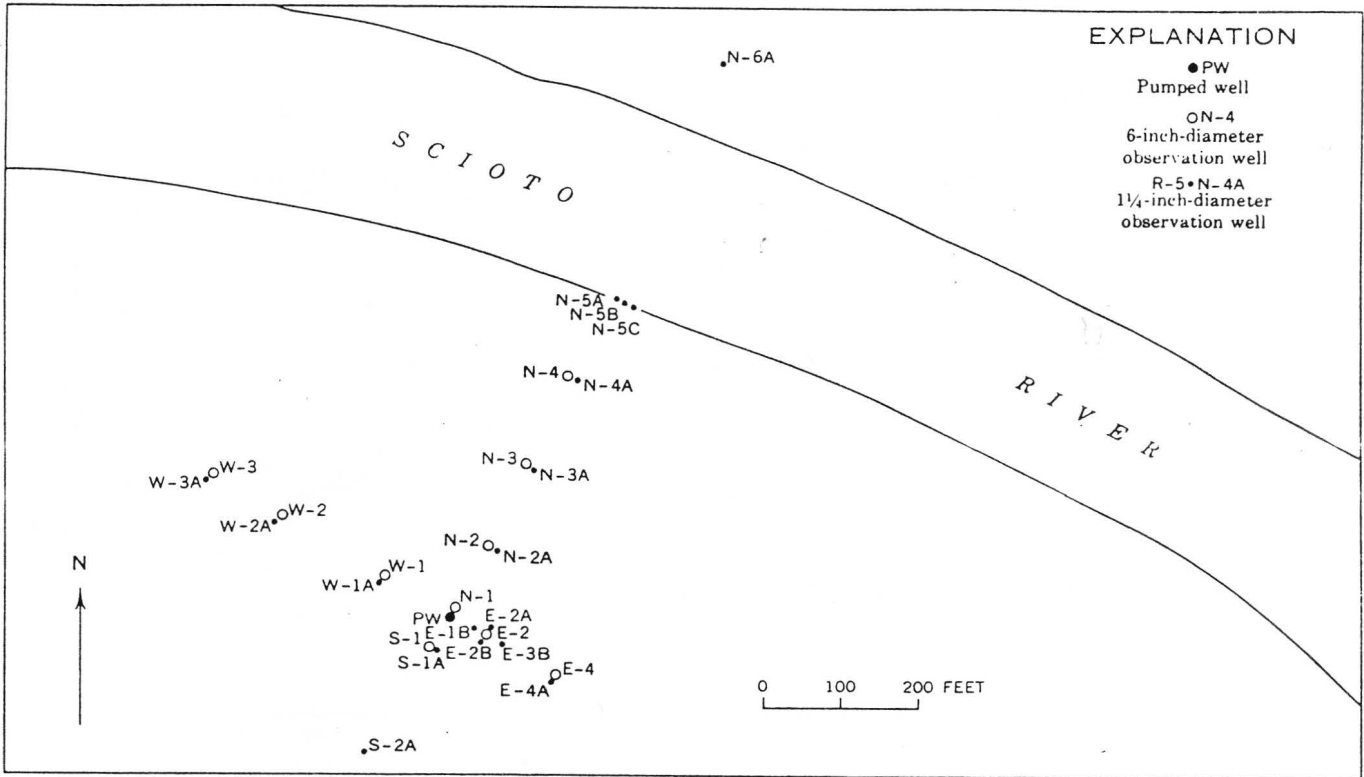 EXPLANATION
PW
Pumped well
N-4
6-inch-diameter
observation well
R-5 N-4A
1¼-inch-diameter
observation well
N-6A
SCIOTO
RIVER
N-5A
N-5B
N-5C
N-4
N-4A
N-3
N-3A
W-3A
W-3
W-2A
W-2
N-2
N-2A
N
W-1
W-1A
N-1
PW
E-2A
S-1
E-1B
E-2
S-1A
E-2B
E-3B
E-4
E-4A
0 100 200 FEET
S-2A